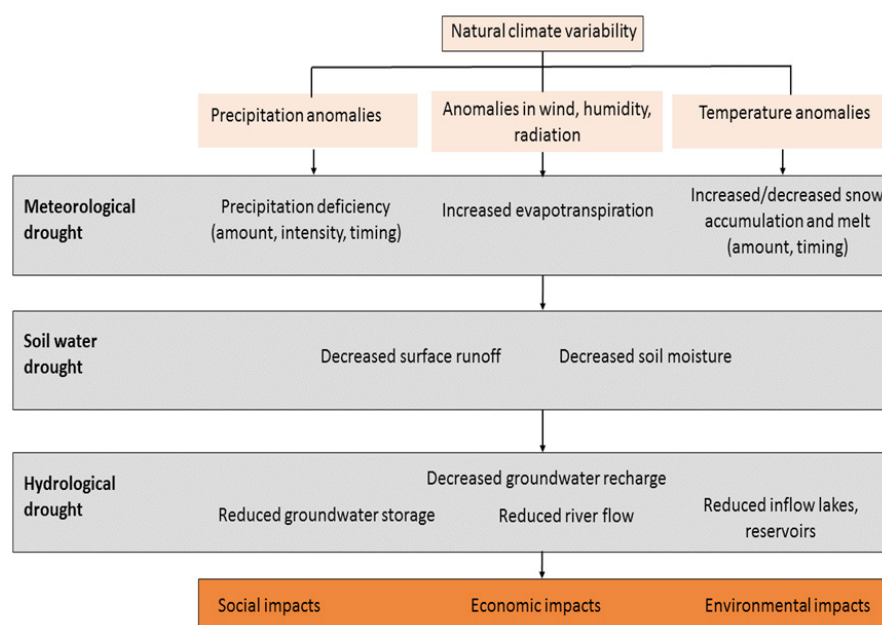 Natural climate variability
Precipitation anomalies
Anomalies in wind, humidity,
radiation
Temperature anomalies
Meteorological
drought
Precipitation deficiency
(amount, intensity, timing)
Increased evapotranspiration
Increased/decreased snow
accumulation and melt
(amount, timing)
Soil water
drought
Decreased surface runoff
Decreased soil moisture
Hydrological
drought
Decreased groundwater recharge
Reduced groundwater storage
Reduced river flow
Reduced inflow lakes,
reservoirs
Social impacts
Economic impacts
Environmental impacts